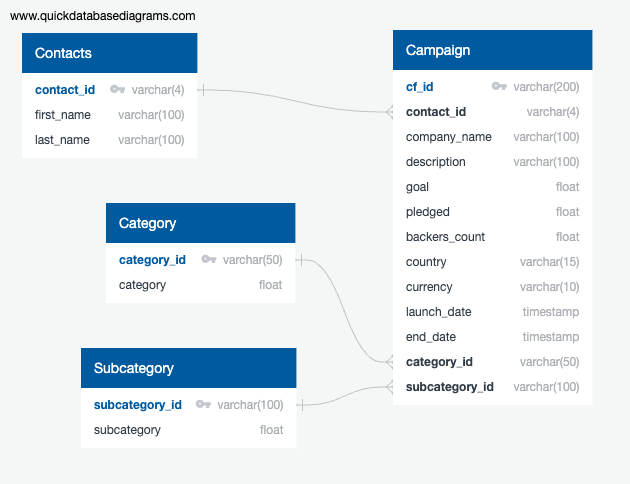 www.quickdatabasediagrams.com
Contacts
contact_id varchar(4)
first_name varchar(100)
last_name varchar(100)
Campaign
cf_id varchar(200)
contact_id varchar(4)
company_name varchar(100)
description varchar(100)
goal float
pledged float
backers_count float
country varchar(15)
currency varchar(10)
launch_date timestamp
end_date timestamp
category_id varchar(50)
subcategory_id varchar(100)
Category
category_id varchar(50)
category float
Subcategory
subcategory_id varchar(100)
subcategory float